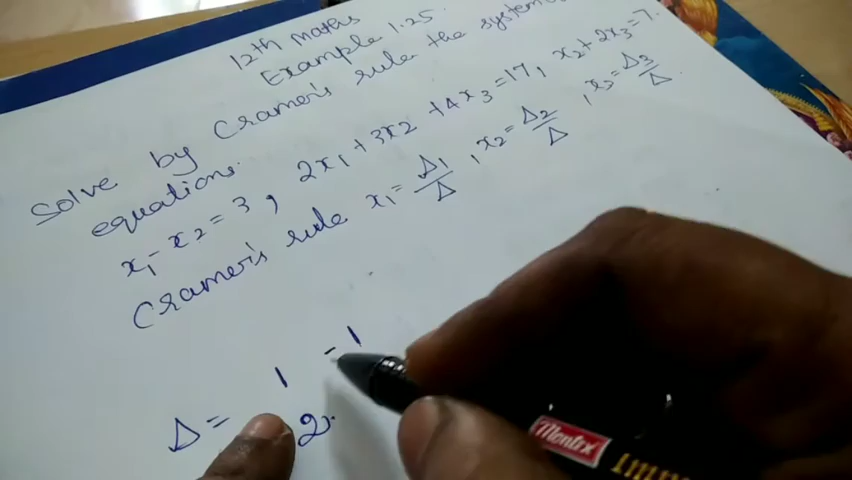 12th Maths
Example 1.25
Solve by Cramer's rule the system
equations.
x₁ - x₂ = 3, 2x₁ + 3x₂ + 4x₃ = 17, x₂ + 2x₃ = 7.
Cramer's rule x₁ = Δ₁/Δ, x₂ = Δ₂/Δ, x₃ = Δ₃/Δ
1 -1
Δ = 2
Montex